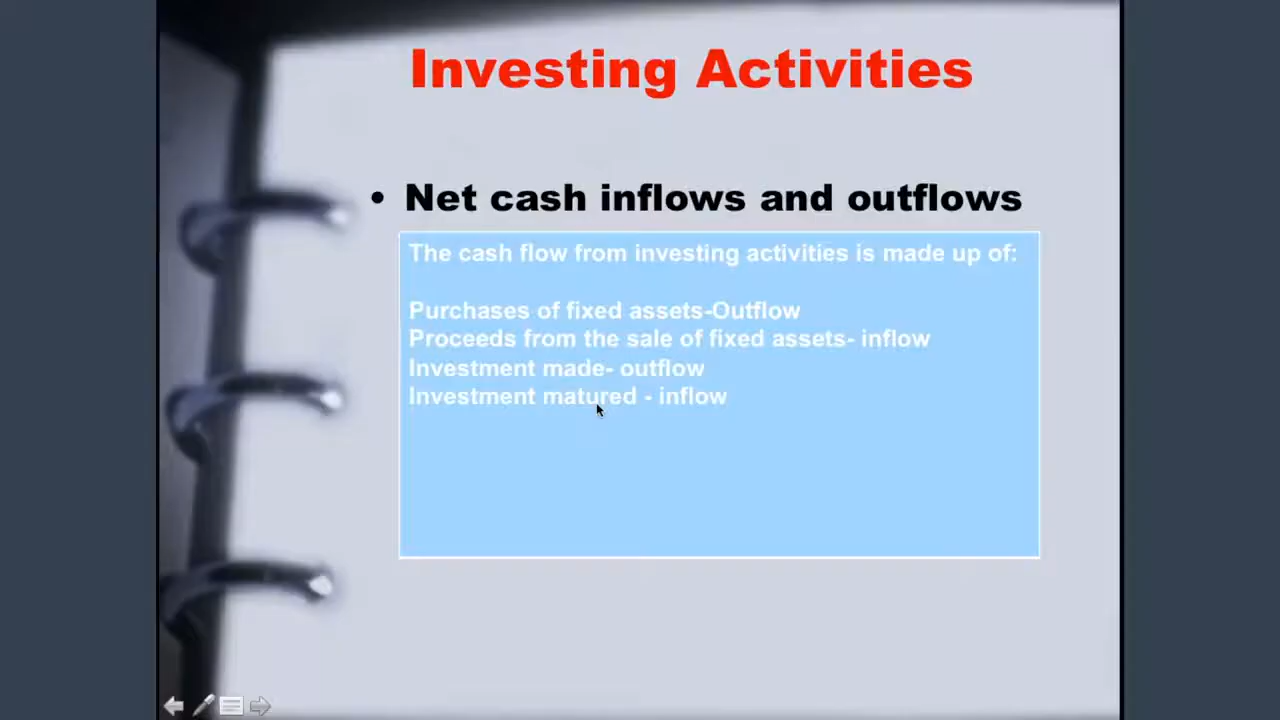 Investing Activities
• Net cash inflows and outflows
The cash flow from investing activities is made up of:
Purchases of fixed assets-Outflow
Proceeds from the sale of fixed assets- inflow
Investment made- outflow
Investment matured - inflow